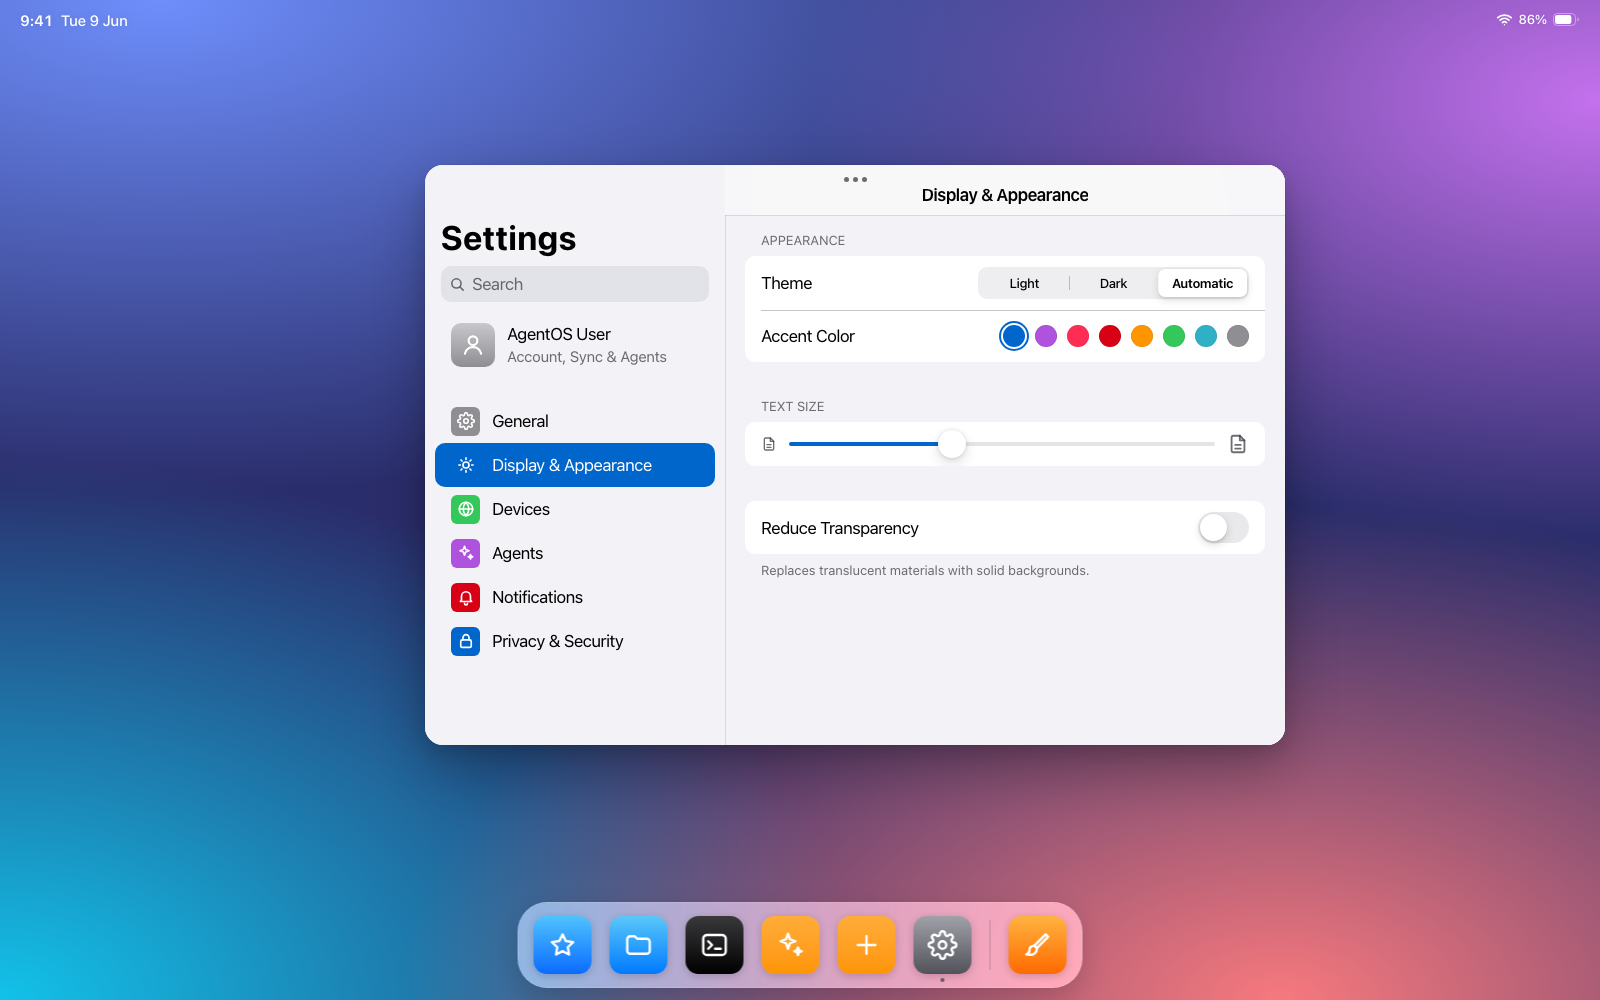 9:41 Tue 9 Jun
86%
Settings
Search
AgentOS User
Account, Sync & Agents
General
Display & Appearance
Devices
Agents
Notifications
Privacy & Security
Display & Appearance
APPEARANCE
Theme
Light Dark Automatic
Accent Color
TEXT SIZE
Reduce Transparency
Replaces translucent materials with solid backgrounds.